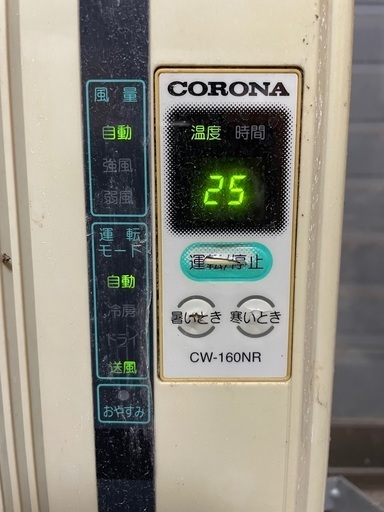 風量
自動
強風
弱風
運転
モード
自動
冷房
ドライ
送風
おやすみ
CORONA
温度 時間
25
運転/停止
暑いとき 寒いとき
CW-160NR